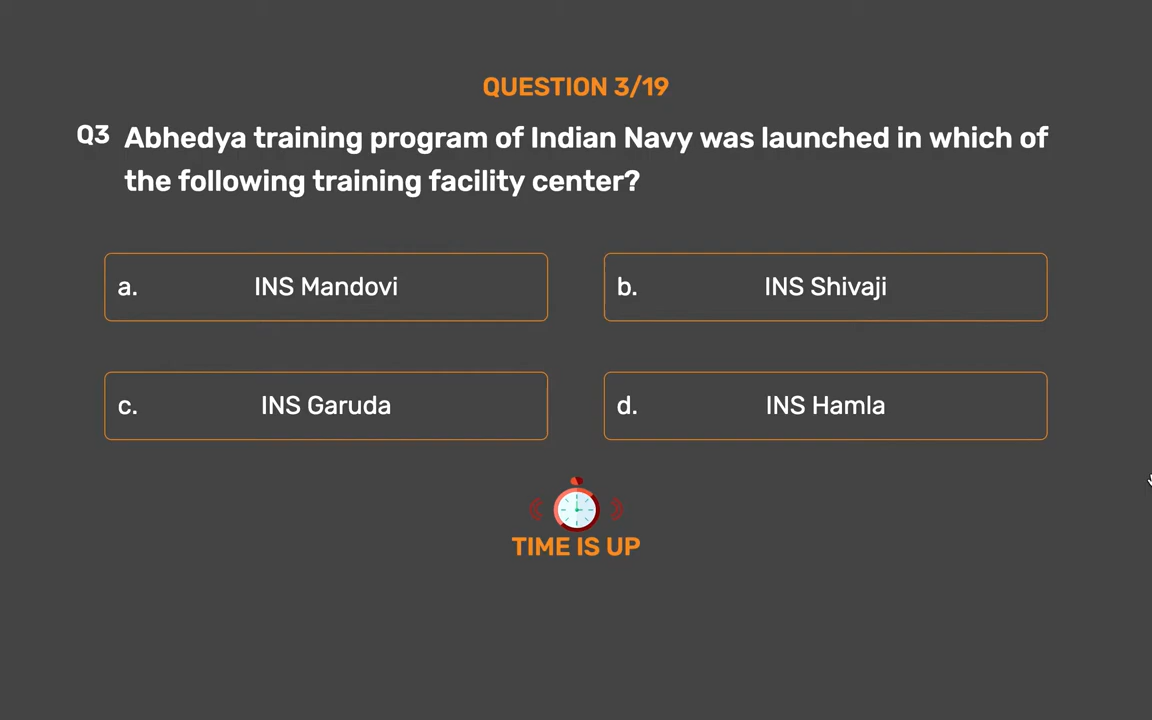 QUESTION 3/19
Q3 Abhedya training program of Indian Navy was launched in which of
the following training facility center?
a. INS Mandovi
b. INS Shivaji
c. INS Garuda
d. INS Hamla
TIME IS UP